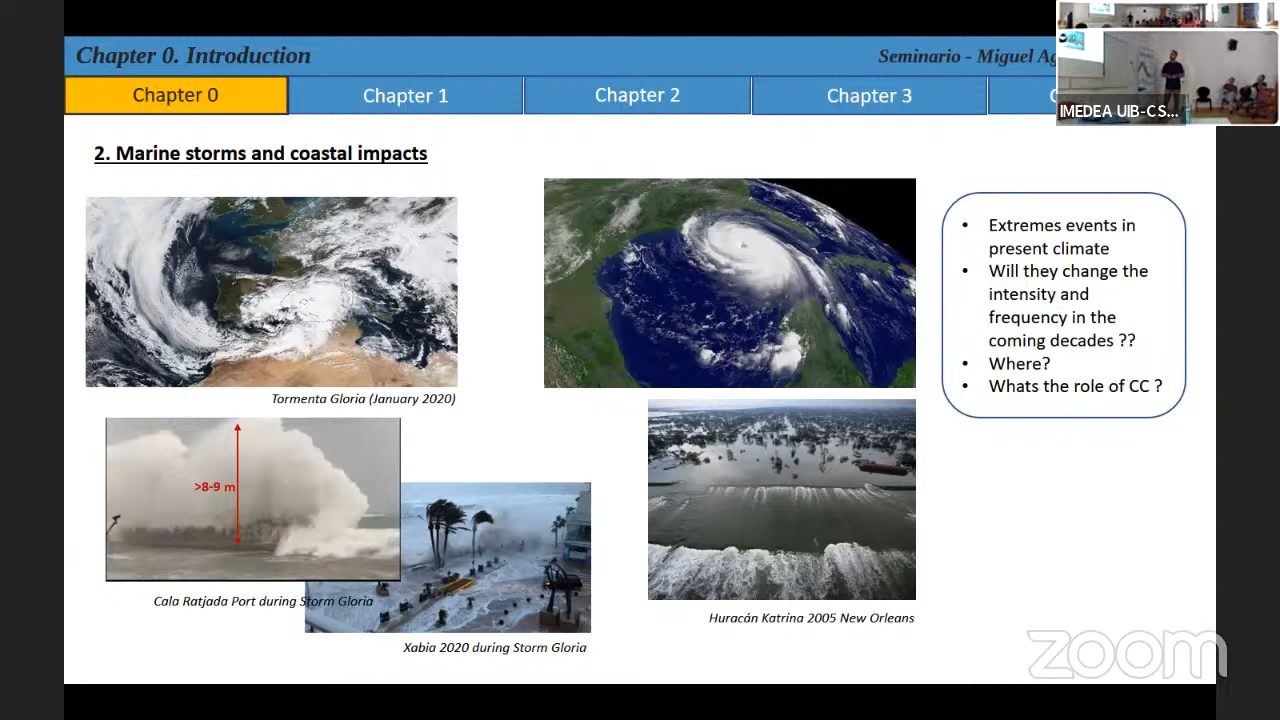 Chapter 0. Introduction
Seminario - Miguel Ag
Chapter 0
Chapter 1
Chapter 2
Chapter 3
C
IMEDEA UIB-CS...
2. Marine storms and coastal impacts
Tormenta Gloria (January 2020)
>8-9 m
Cala Ratjada Port during Storm Gloria
Xabia 2020 during Storm Gloria
Huracán Katrina 2005 New Orleans
• Extremes events in
present climate
• Will they change the
intensity and
frequency in the
coming decades ??
• Where?
• Whats the role of CC ?
zoom